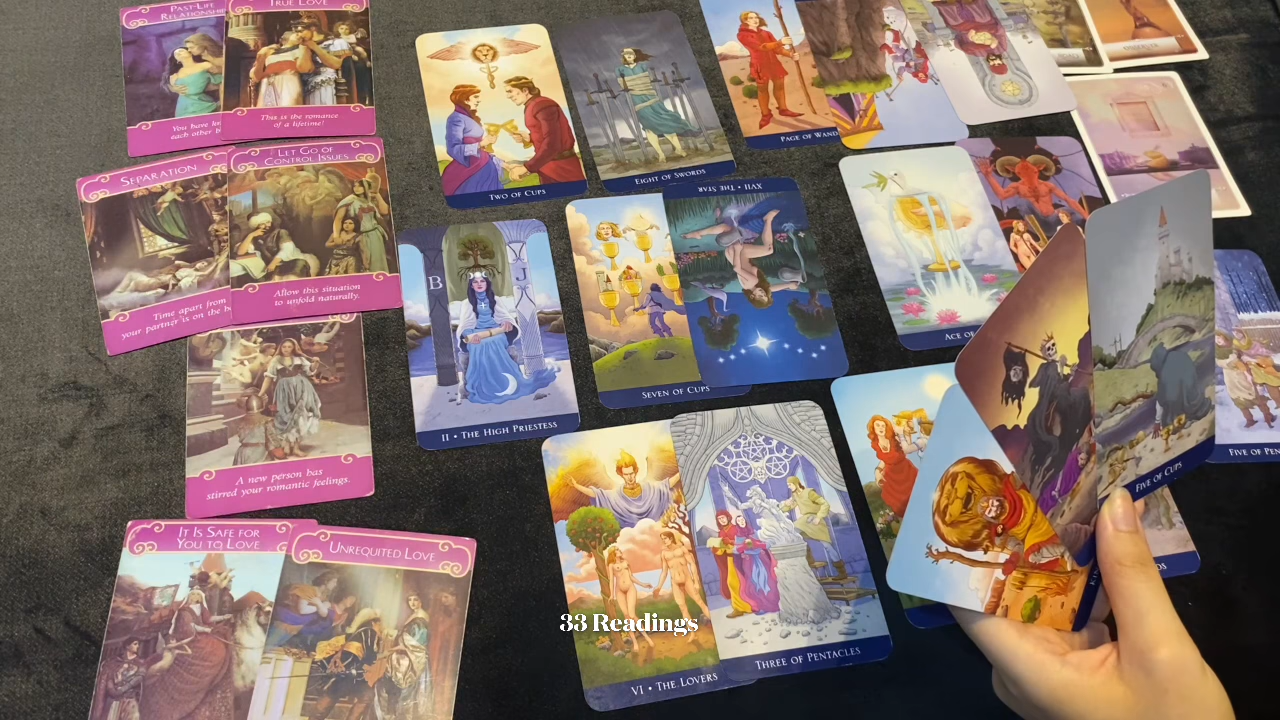 PAST-LIFE
RELATIONSHIP
TRUE LOVE
You have
each other
This is the romance
of a lifetime!
SEPARATION
LET GO OF
CONTROL ISSUES
Time apart from
your partner is on the
Allow this situation
to unfold naturally.
A new person has
stirred your romantic feelings.
IT IS SAFE FOR
YOU TO LOVE
UNREQUITED LOVE
TWO OF CUPS
EIGHT OF SWORDS
PAGE OF WANDS
B
J
II • THE HIGH PRIESTESS
SEVEN OF CUPS
XVII • THE STAR
ACE OF
VI • THE LOVERS
THREE OF PENTACLES
FIVE OF CUPS
FIVE OF PEN
33 Readings